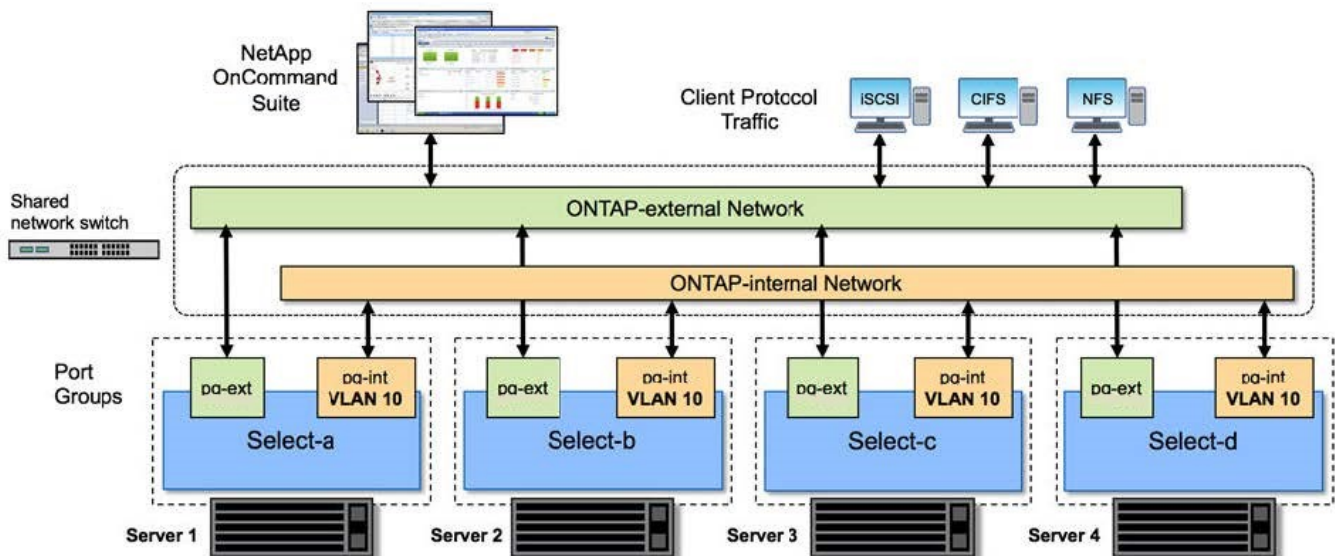 NetApp
OnCommand
Suite
Client Protocol
Traffic
iSCSI
CIFS
NFS
Shared
network switch
ONTAP-external Network
ONTAP-internal Network
Port
Groups
pg-ext
pg-int
VLAN 10
Select-a
pg-ext
pg-int
VLAN 10
Select-b
pg-ext
pg-int
VLAN 10
Select-c
pg-ext
pg-int
VLAN 10
Select-d
Server 1
Server 2
Server 3
Server 4